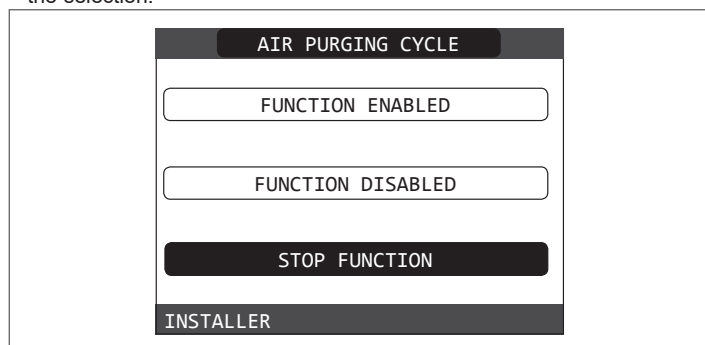 the selection.
AIR PURGING CYCLE
FUNCTION ENABLED
FUNCTION DISABLED
STOP FUNCTION
INSTALLER